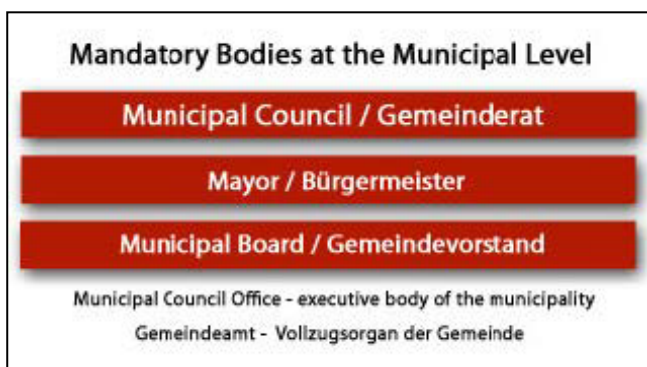 Mandatory Bodies at the Municipal Level
Municipal Council / Gemeinderat
Mayor / Bürgermeister
Municipal Board / Gemeindevorstand
Municipal Council Office - executive body of the municipality
Gemeindeamt - Vollzugsorgan der Gemeinde